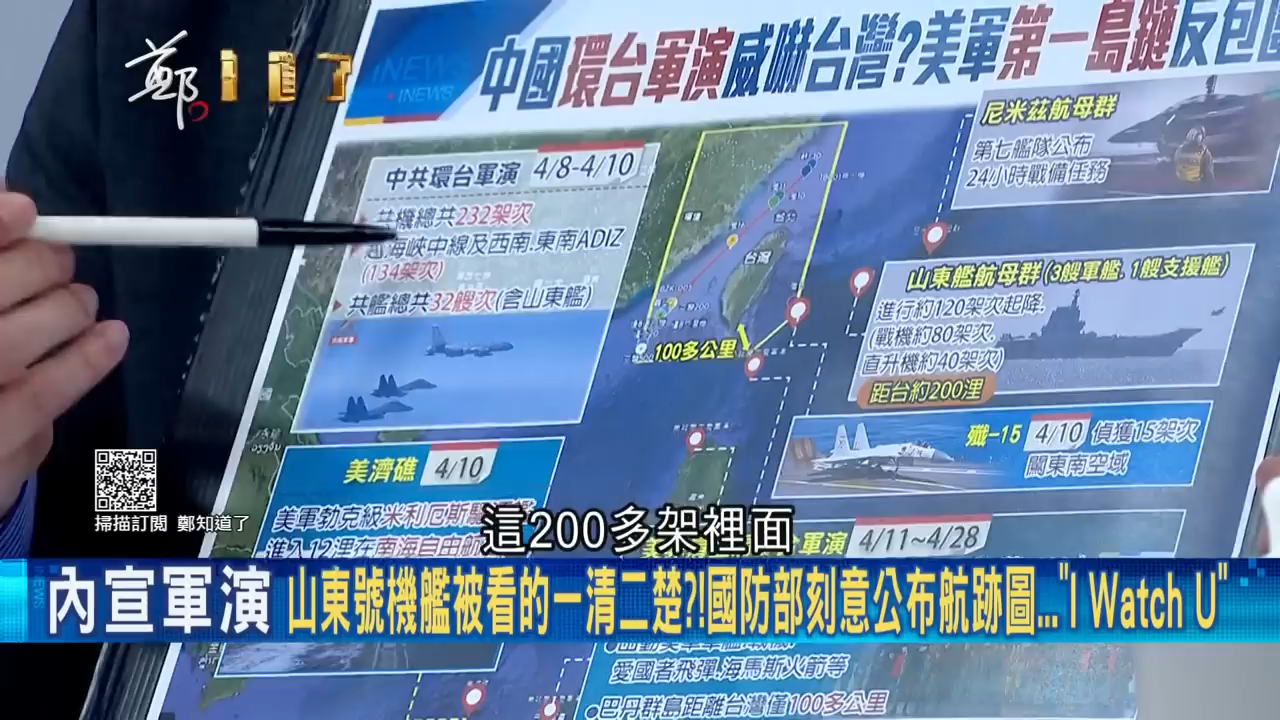 鄭知道了
iNEWS
iNEWS
中國環台軍演威嚇台灣?美軍第一島鏈反包
中共環台軍演 4/8-4/10
共機總共232架次
越海峽中線及西南.東南ADIZ
(134架次)
共艦總共32艘次(含山東艦)
福建
台北
台灣
100多公里
尼米茲航母群
第七艦隊公布
24小時戰備任務
山東艦航母群(3艘軍艦.1艘支援艦)
進行約120架次起降.
(戰機約80架次.
直升機約40架次)
距台約200浬
殲-15 4/10 偵獲15架次
關東南空域
美濟礁 4/10
美軍勃克級米利厄斯
進入12浬在南海自由航
軍演 4/11~4/28
掃描訂閱 鄭知道了
這200多架裡面
內宣軍演 山東號機艦被看的一清二楚?!國防部刻意公布航跡圖..."I Watch U"
愛國者飛彈.海馬斯火箭等
巴丹群島距離台灣僅100多公里